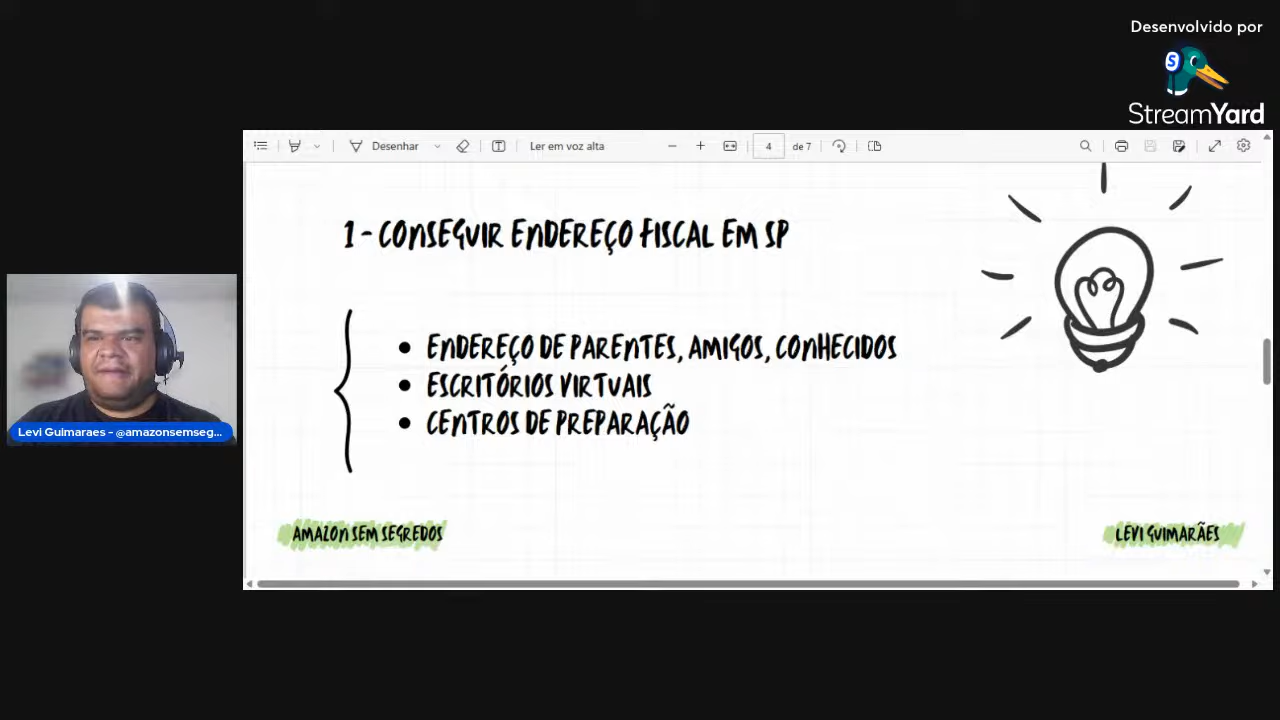 Desenvolvido por
S
StreamYard
Desenhar
Ler em voz alta
4 de 7
1 - CONSEGUIR ENDEREÇO FISCAL EM SP
• ENDEREÇO DE PARENTES, AMIGOS, CONHECIDOS
• ESCRITÓRIOS VIRTUAIS
• CENTROS DE PREPARAÇÃO
Levi Guimaraes - @amazonsemseg...
AMAZON SEM SEGREDOS
LEVI GUIMARÃES